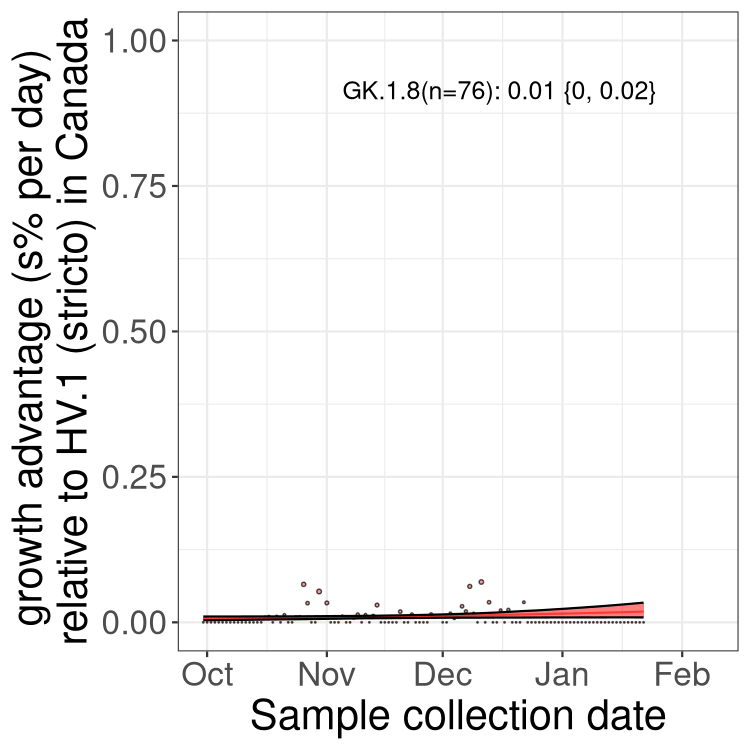 growth advantage (s% per day)
relative to HV.1 (stricto) in Canada
1.00
0.75
0.50
0.25
0.00
GK.1.8(n=76): 0.01 {0, 0.02}
Oct Nov Dec Jan Feb
Sample collection date